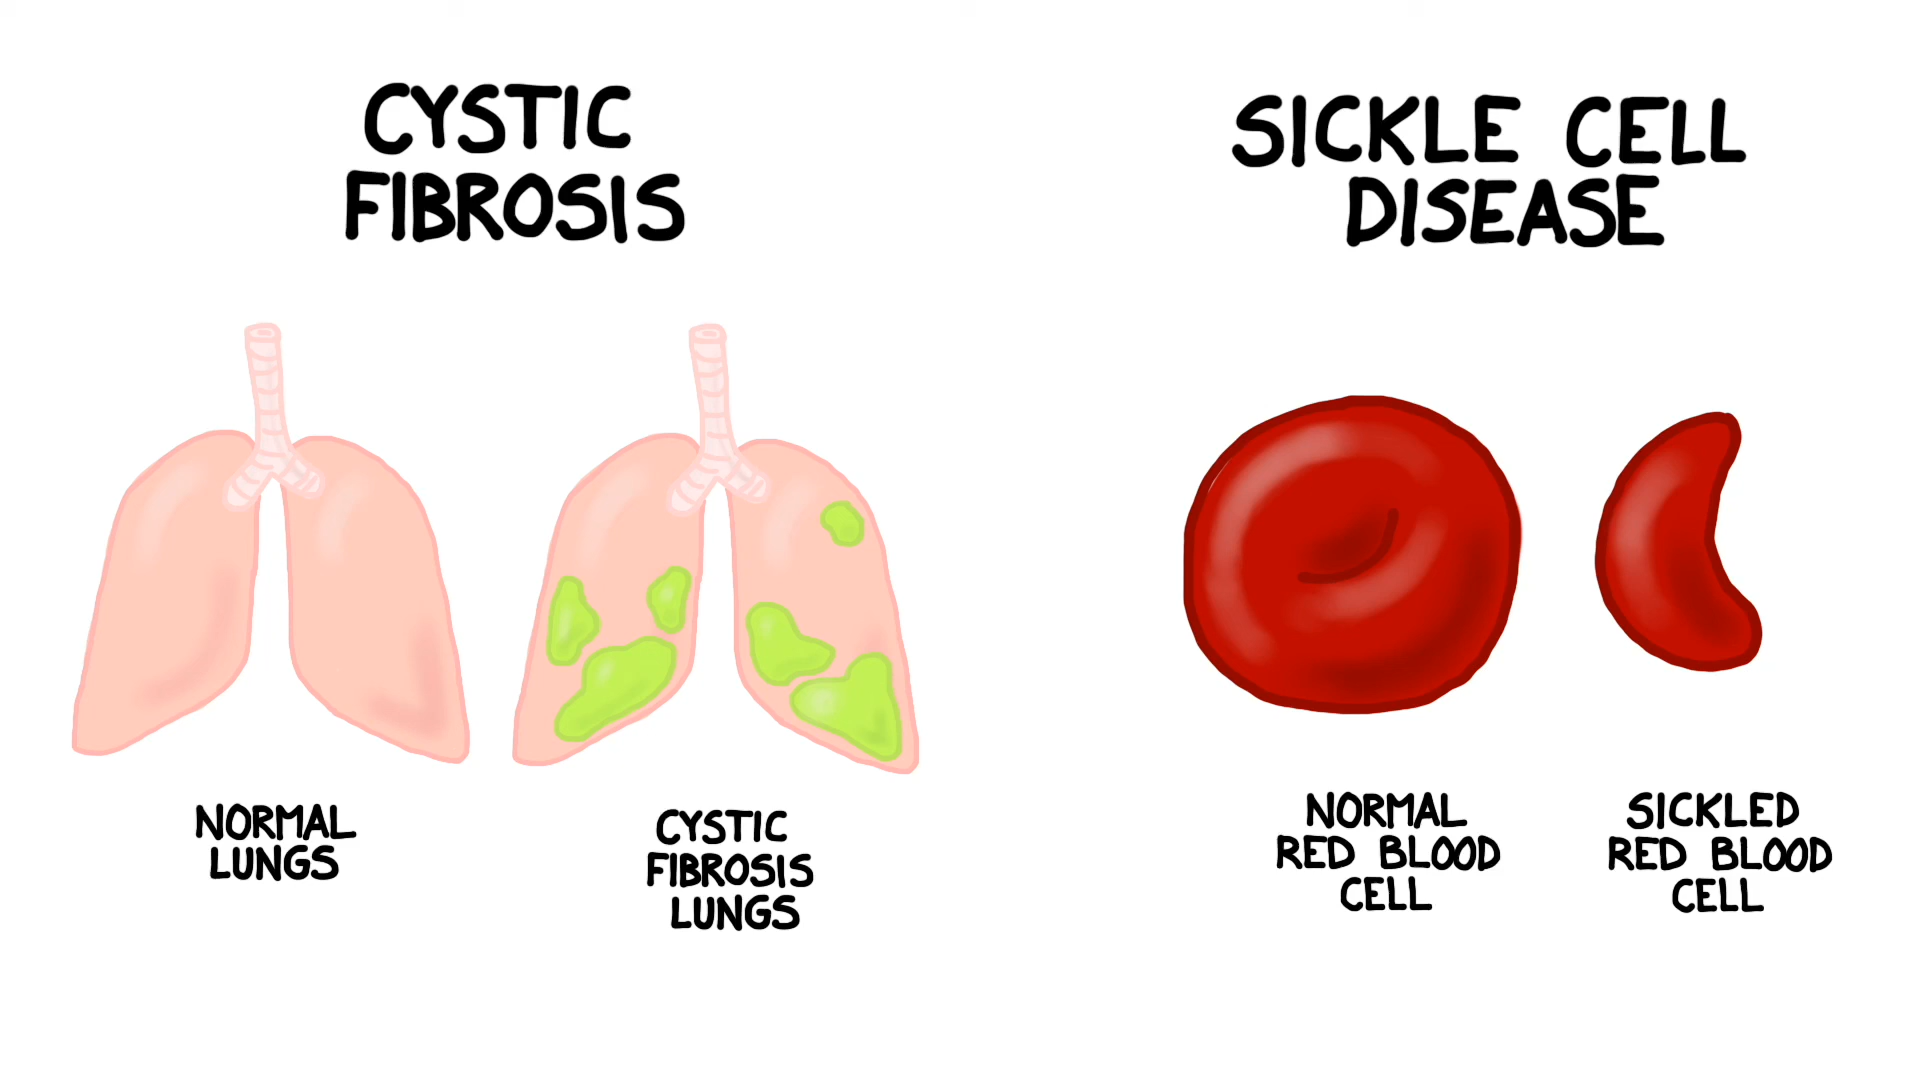 CYSTIC
FIBROSIS
NORMAL
LUNGS
CYSTIC
FIBROSIS
LUNGS
SICKLE CELL
DISEASE
NORMAL
RED BLOOD
CELL
SICKLED
RED BLOOD
CELL